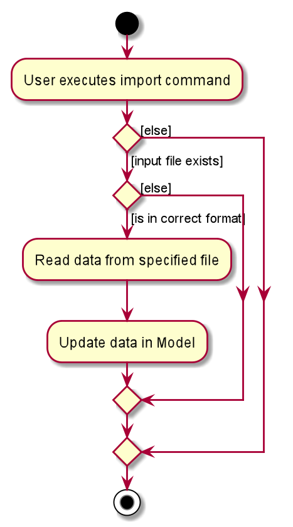 User executes import command
[else]
[input file exists]
[else]
[is in correct format]
Read data from specified file
Update data in Model